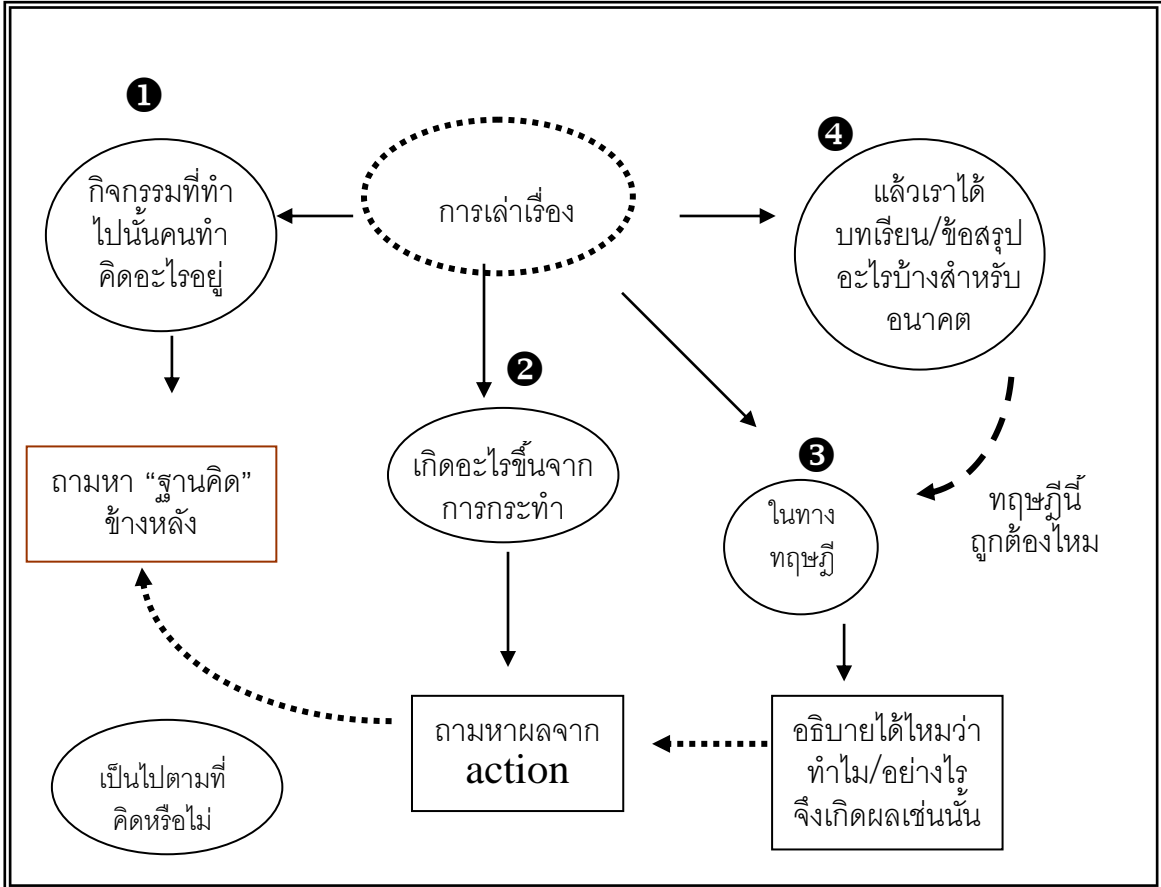 ❶
กิจกรรมที่ทำ
ไปนั้นคนทำ
คิดอะไรอยู่
การเล่าเรื่อง
❹
แล้วเราได้
บทเรียน/ข้อสรุป
อะไรบ้างสำหรับ
อนาคต
❷
เกิดอะไรขึ้นจาก
การกระทำ
❸
ในทาง
ทฤษฎี
ทฤษฎีนี้
ถูกต้องไหม
ถามหา “ฐานคิด”
ข้างหลัง
ถามหาผลจาก
action
อธิบายได้ไหมว่า
ทำไม/อย่างไร
จึงเกิดผลเช่นนั้น
เป็นไปตามที่
คิดหรือไม่